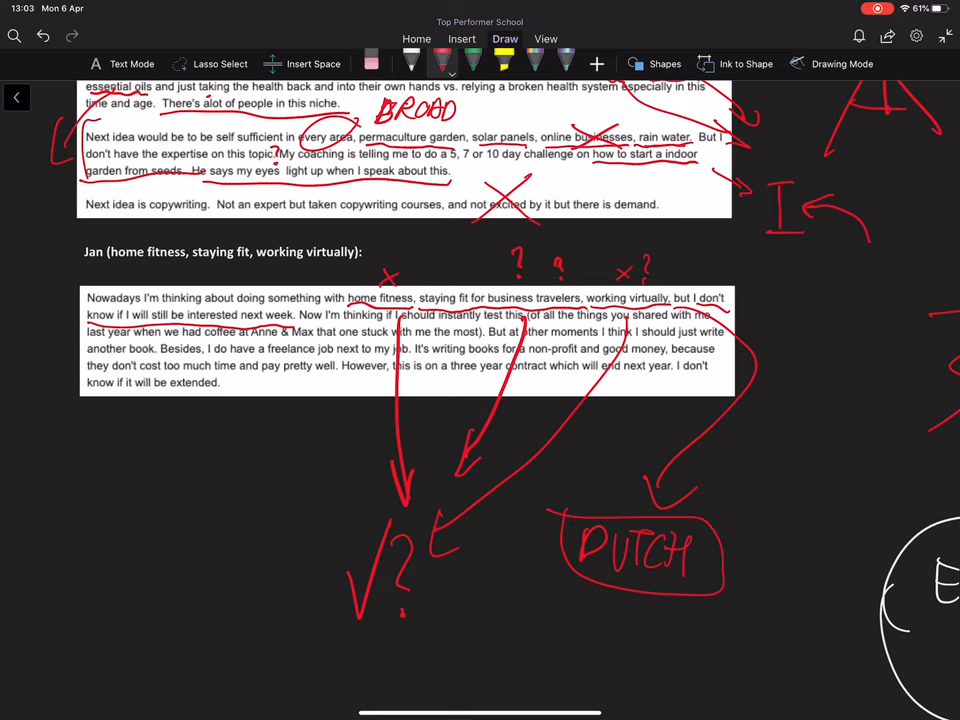 13:03 Mon 6 Apr
61%
Top Performer School
Home Insert Draw View
Text Mode Lasso Select Insert Space Shapes Ink to Shape Drawing Mode
essential oils and just taking the health back and into their own hands vs. relying a broken health system especially in this
time and age. There's alot of people in this niche.
BROAD
Next idea would be to be self sufficient in every area, permaculture garden, solar panels, online businesses, rain water. But I
don't have the expertise on this topic. My coaching is telling me to do a 5, 7 or 10 day challenge on how to start a indoor
?
garden from seeds. He says my eyes light up when I speak about this.
I
Next idea is copywriting. Not an expert but taken copywriting courses, and not excited by it but there is demand.
Jan (home fitness, staying fit, working virtually):
x ? ? x ?
Nowadays I'm thinking about doing something with home fitness, staying fit for business travelers, working virtually, but I don't
know if I will still be interested next week. Now I'm thinking if I should instantly test this (of all the things you shared with me
last year when we had coffee at Anne & Max that one stuck with me the most). But at other moments I think I should just write
another book. Besides, I do have a freelance job next to my job. It's writing books for a non-profit and good money, because
they don't cost too much time and pay pretty well. However, this is on a three year contract which will end next year. I don't
know if it will be extended.
√?
DUTCH
E